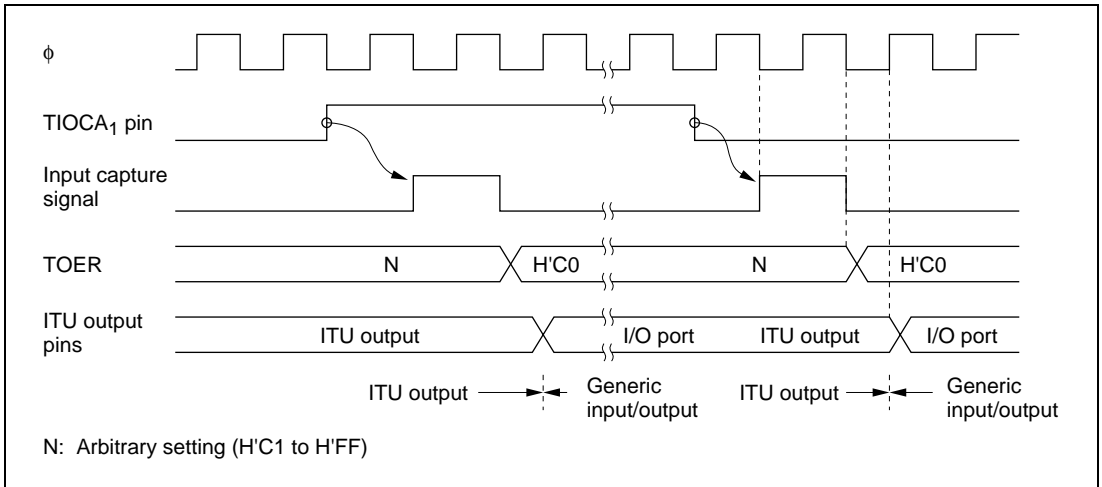 ϕ
TIOCA₁ pin
Input capture
signal
TOER N H'C0 N H'C0
ITU output
pins
ITU output I/O port ITU output I/O port
ITU output Generic
input/output
ITU output Generic
input/output
N: Arbitrary setting (H'C1 to H'FF)